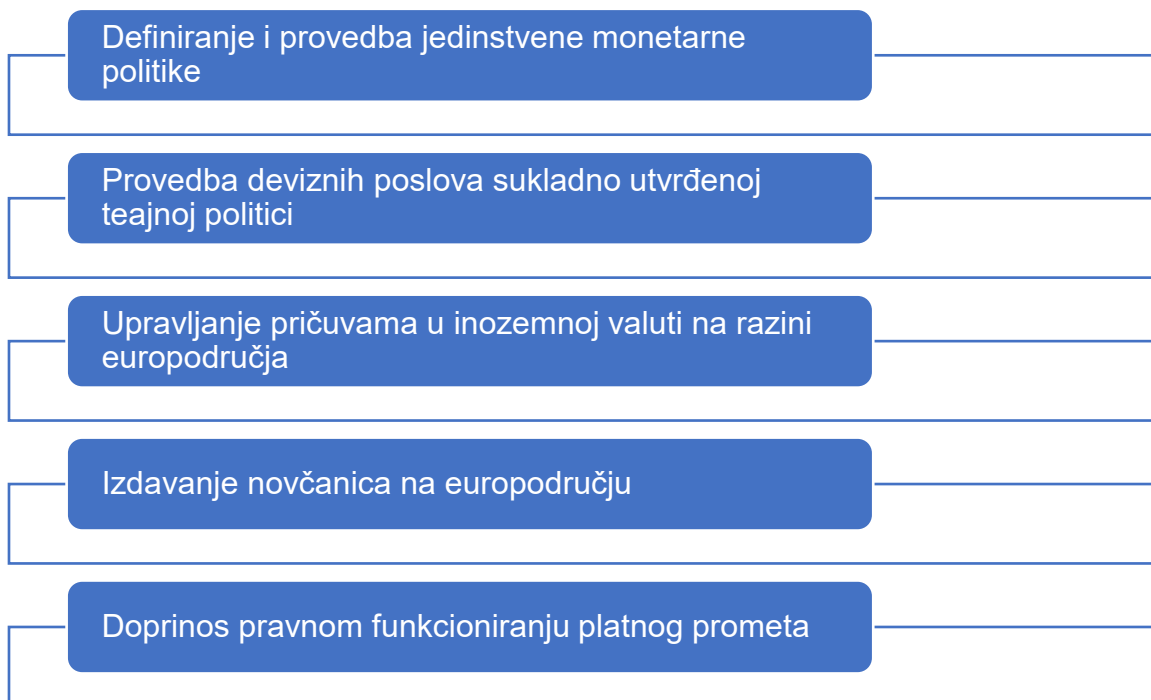 Definiranje i provedba jedinstvene monetarne
politike
Provedba deviznih poslova sukladno utvrđenoj
teajnoj politici
Upravljanje pričuvama u inozemnoj valuti na razini
europodručja
Izdavanje novčanica na europodručju
Doprinos pravnom funkcioniranju platnog prometa